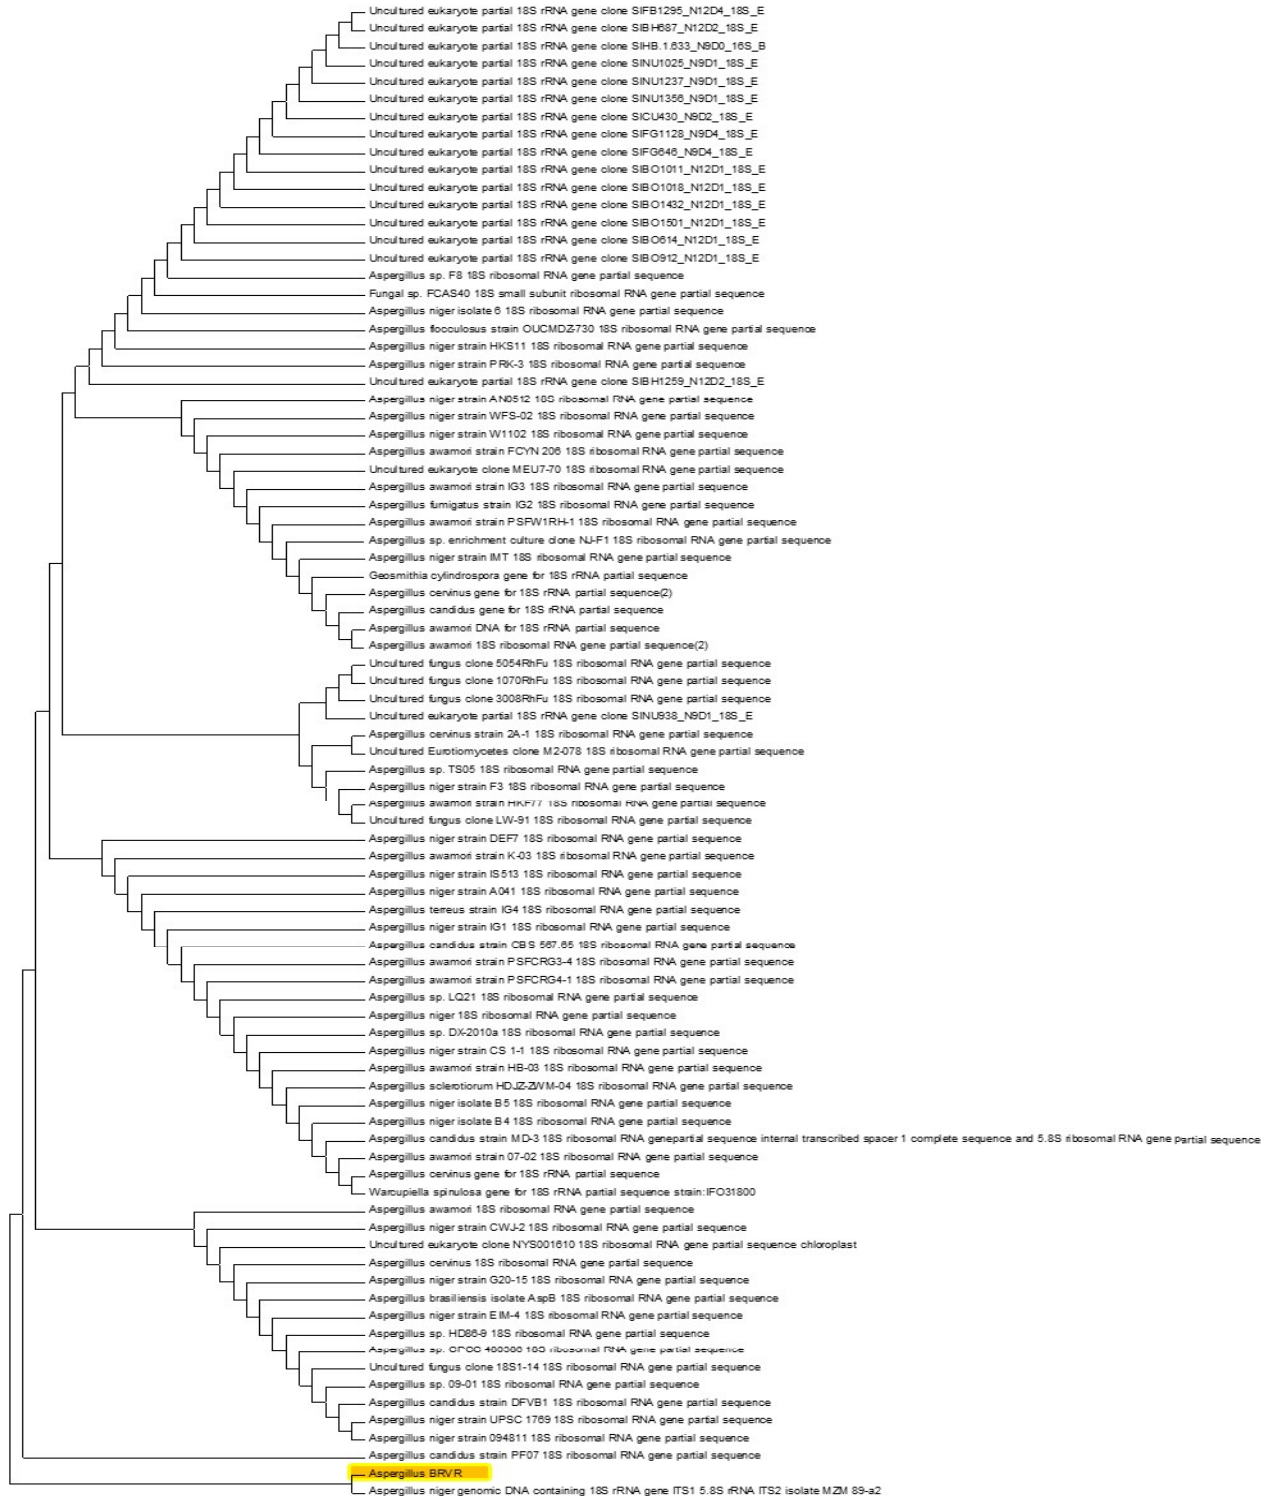 Uncultured eukaryote partial 18S rRNA gene clone SIFB1295_N12D4_18S_E
Uncultured eukaryote partial 18S rRNA gene clone SIBH687_N12D2_18S_E
Uncultured eukaryote partial 18S rRNA gene clone SIHB.1.633_N9D0_16S_B
Uncultured eukaryote partial 18S rRNA gene clone SINU1025_N9D1_18S_E
Uncultured eukaryote partial 18S rRNA gene clone SINU1237_N9D1_18S_E
Uncultured eukaryote partial 18S rRNA gene clone SINU1356_N9D1_18S_E
Uncultured eukaryote partial 18S rRNA gene clone SICU430_N9D2_18S_E
Uncultured eukaryote partial 18S rRNA gene clone SIFG1128_N9D4_18S_E
Uncultured eukaryote partial 18S rRNA gene clone SIFG646_N9D4_18S_E
Uncultured eukaryote partial 18S rRNA gene clone SIBO1011_N12D1_18S_E
Uncultured eukaryote partial 18S rRNA gene clone SIBO1018_N12D1_18S_E
Uncultured eukaryote partial 18S rRNA gene clone SIBO1432_N12D1_18S_E
Uncultured eukaryote partial 18S rRNA gene clone SIBO1501_N12D1_18S_E
Uncultured eukaryote partial 18S rRNA gene clone SIBO614_N12D1_18S_E
Uncultured eukaryote partial 18S rRNA gene clone SIBO912_N12D1_18S_E
Aspergillus sp. F8 18S ribosomal RNA gene partial sequence
Fungal sp. FCAS40 18S small subunit ribosomal RNA gene partial sequence
Aspergillus niger isolate 6 18S ribosomal RNA gene partial sequence
Aspergillus flocculosus strain OUCMDZ-730 18S ribosomal RNA gene partial sequence
Aspergillus niger strain HKS11 18S ribosomal RNA gene partial sequence
Aspergillus niger strain PRK-3 18S ribosomal RNA gene partial sequence
Uncultured eukaryote partial 18S rRNA gene clone SIBH1259_N12D2_18S_E
Aspergillus niger strain AN0512 18S ribosomal RNA gene partial sequence
Aspergillus niger strain WFS-02 18S ribosomal RNA gene partial sequence
Aspergillus niger strain W1102 18S ribosomal RNA gene partial sequence
Aspergillus awamori strain FCYN 206 18S ribosomal RNA gene partial sequence
Uncultured eukaryote clone MEU7-70 18S ribosomal RNA gene partial sequence
Aspergillus awamori strain IG3 18S ribosomal RNA gene partial sequence
Aspergillus fumigatus strain IG2 18S ribosomal RNA gene partial sequence
Aspergillus awamori strain PSFW1RH-1 18S ribosomal RNA gene partial sequence
Aspergillus sp. enrichment culture clone NJ-F1 18S ribosomal RNA gene partial sequence
Aspergillus niger strain IMT 18S ribosomal RNA gene partial sequence
Geosmithia cylindrospora gene for 18S rRNA partial sequence
Aspergillus cervinus gene for 18S rRNA partial sequence(2)
Aspergillus candidus gene for 18S rRNA partial sequence
Aspergillus awamori DNA for 18S rRNA partial sequence
Aspergillus awamori 18S ribosomal RNA gene partial sequence(2)
Uncultured fungus clone 5054RhFu 18S ribosomal RNA gene partial sequence
Uncultured fungus clone 1070RhFu 18S ribosomal RNA gene partial sequence
Uncultured fungus clone 3008RhFu 18S ribosomal RNA gene partial sequence
Uncultured eukaryote partial 18S rRNA gene clone SINU938_N9D1_18S_E
Aspergillus cervinus strain 2A-1 18S ribosomal RNA gene partial sequence
Uncultured Eurotiomycetes clone M2-078 18S ribosomal RNA gene partial sequence
Aspergillus sp. TS05 18S ribosomal RNA gene partial sequence
Aspergillus niger strain F3 18S ribosomal RNA gene partial sequence
Aspergillus awamori strain HKF77 18S ribosomal RNA gene partial sequence
Uncultured fungus clone LW-91 18S ribosomal RNA gene partial sequence
Aspergillus niger strain DEF7 18S ribosomal RNA gene partial sequence
Aspergillus awamori strain K-03 18S ribosomal RNA gene partial sequence
Aspergillus niger strain IS513 18S ribosomal RNA gene partial sequence
Aspergillus niger strain A041 18S ribosomal RNA gene partial sequence
Aspergillus terreus strain IG4 18S ribosomal RNA gene partial sequence
Aspergillus niger strain IG1 18S ribosomal RNA gene partial sequence
Aspergillus candidus strain CBS 567.65 18S ribosomal RNA gene partial sequence
Aspergillus awamori strain PSFCRG3-4 18S ribosomal RNA gene partial sequence
Aspergillus awamori strain PSFCRG4-1 18S ribosomal RNA gene partial sequence
Aspergillus sp. LQ21 18S ribosomal RNA gene partial sequence
Aspergillus niger 18S ribosomal RNA gene partial sequence
Aspergillus sp. DX-2010a 18S ribosomal RNA gene partial sequence
Aspergillus niger strain CS 1-1 18S ribosomal RNA gene partial sequence
Aspergillus awamori strain HB-03 18S ribosomal RNA gene partial sequence
Aspergillus sclerotiorum HDJZ-ZWM-04 18S ribosomal RNA gene partial sequence
Aspergillus niger isolate B5 18S ribosomal RNA gene partial sequence
Aspergillus niger isolate B4 18S ribosomal RNA gene partial sequence
Aspergillus candidus strain MD-3 18S ribosomal RNA genepartial sequence internal transcribed spacer 1 complete sequence and 5.8S ribosomal RNA gene partial sequence
Aspergillus awamori strain 07-02 18S ribosomal RNA gene partial sequence
Aspergillus cervinus gene for 18S rRNA partial sequence
Warcupiella spinulosa gene for 18S rRNA partial sequence strain:IFO31800
Aspergillus awamori 18S ribosomal RNA gene partial sequence
Aspergillus niger strain CWJ-2 18S ribosomal RNA gene partial sequence
Uncultured eukaryote clone NYS001610 18S ribosomal RNA gene partial sequence chloroplast
Aspergillus cervinus 18S ribosomal RNA gene partial sequence
Aspergillus niger strain G20-15 18S ribosomal RNA gene partial sequence
Aspergillus brasiliensis isolate AspB 18S ribosomal RNA gene partial sequence
Aspergillus niger strain EIM-4 18S ribosomal RNA gene partial sequence
Aspergillus sp. HD86-9 18S ribosomal RNA gene partial sequence
Aspergillus sp. 18S ribosomal RNA gene partial sequence
Uncultured fungus clone 18S1-14 18S ribosomal RNA gene partial sequence
Aspergillus sp. 09-01 18S ribosomal RNA gene partial sequence
Aspergillus candidus strain DFVB1 18S ribosomal RNA gene partial sequence
Aspergillus niger strain UPSC 1769 18S ribosomal RNA gene partial sequence
Aspergillus niger strain 094811 18S ribosomal RNA gene partial sequence
Aspergillus candidus strain PF07 18S ribosomal RNA gene partial sequence
Aspergillus BRVR
Aspergillus niger genomic DNA containing 18S rRNA gene ITS1 5.8S rRNA ITS2 isolate MZM 89-a2